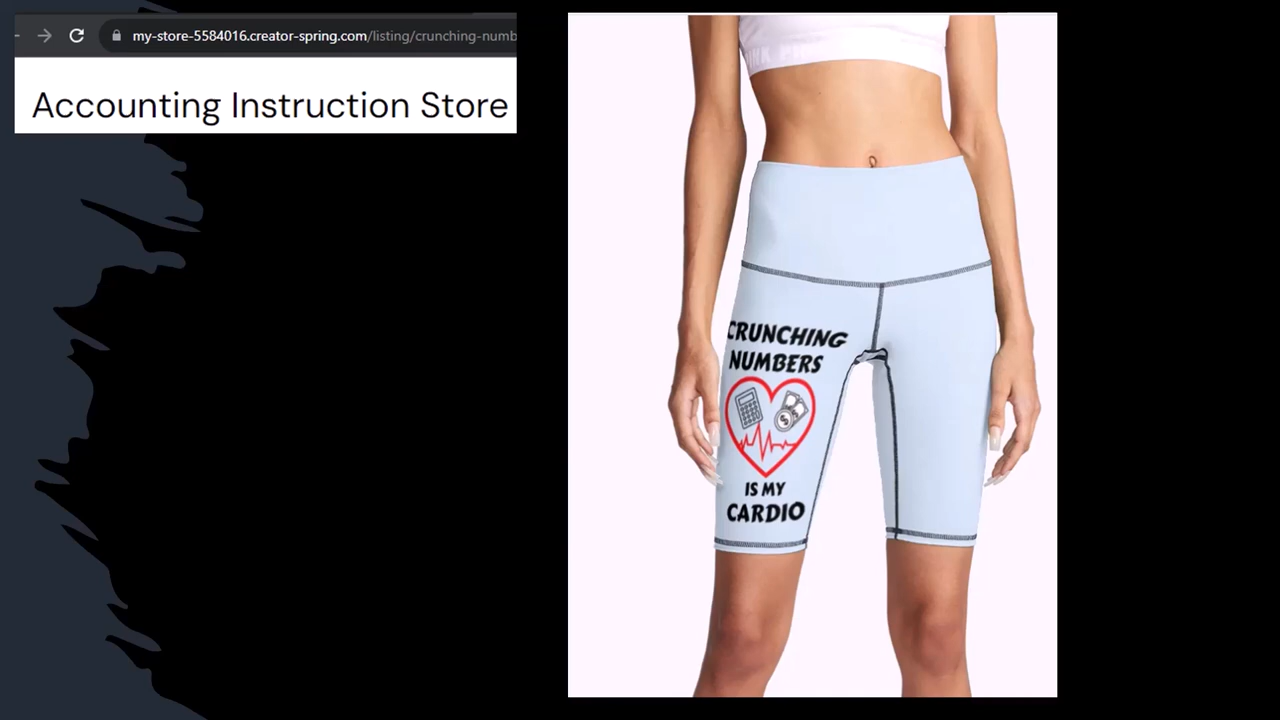 my-store-5584016.creator-spring.com/listing/crunching-numb
Accounting Instruction Store
CRUNCHING
NUMBERS
IS MY
CARDIO